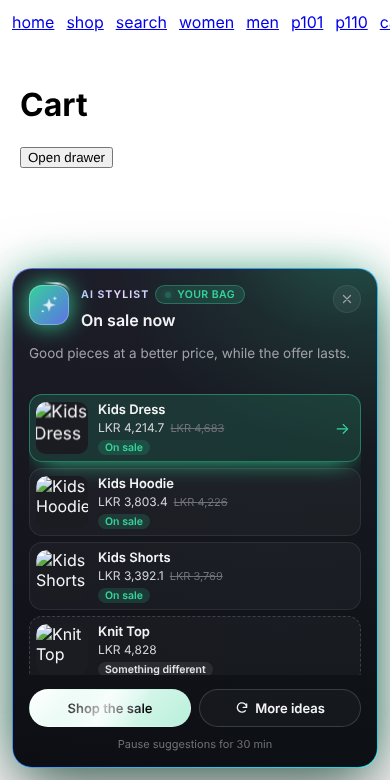 home shop search women men p101 p110 c
Cart
Open drawer
AI STYLIST YOUR BAG
On sale now
Good pieces at a better price, while the offer lasts.
Kids Dress
Kids Dress
LKR 4,214.7 LKR 4,683
On sale
→
Kids Hoodie
Kids Hoodie
LKR 3,803.4 LKR 4,226
On sale
Kids Shorts
Kids Shorts
LKR 3,392.1 LKR 3,769
On sale
Knit Top
Knit Top
LKR 4,828
Something different
Shop the sale More ideas
Pause suggestions for 30 min